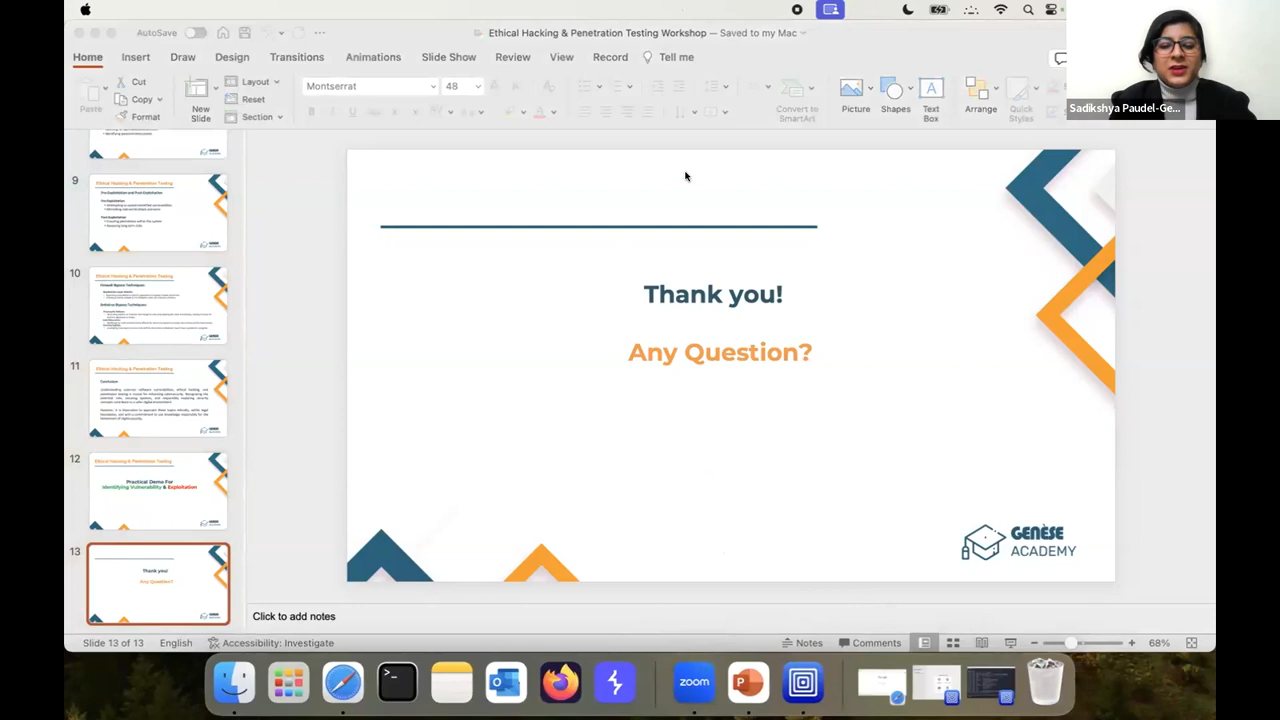 AutoSave
Ethical Hacking & Penetration Testing Workshop — Saved to my Mac
Home Insert Draw Design Slide Show Transitions Animations Review View Record Tell me
Paste
Cut
Copy
Format
New
Slide
Layout
Reset
Section
Montserrat 48
Convert to
SmartArt
Picture Shapes Text
Box
Arrange Quick
Styles
Sadikshya Paudel-Ge...
9
Ethical Hacking & Penetration Testing
10
Ethical Hacking & Penetration Testing
11
Ethical Hacking & Penetration Testing
Conclusion
12
Ethical Hacking & Penetration Testing
Practical Demo For
Identifying Vulnerability & Exploitation
13
Thank you!
Any Question?
Thank you!
Any Question?
GENESE
ACADEMY
Click to add notes
Slide 13 of 13 English Accessibility: Investigate Notes Comments 68%
zoom